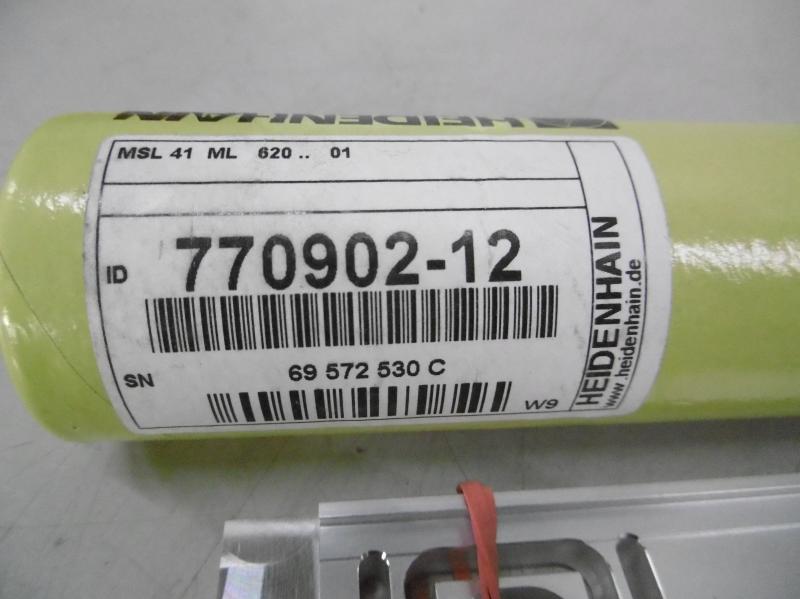 HEIDENHAIN
MSL 41 ML 620 .. 01
ID 770902-12
SN 69 572 530 C
W9
HEIDENHAIN
www.heidenhain.de